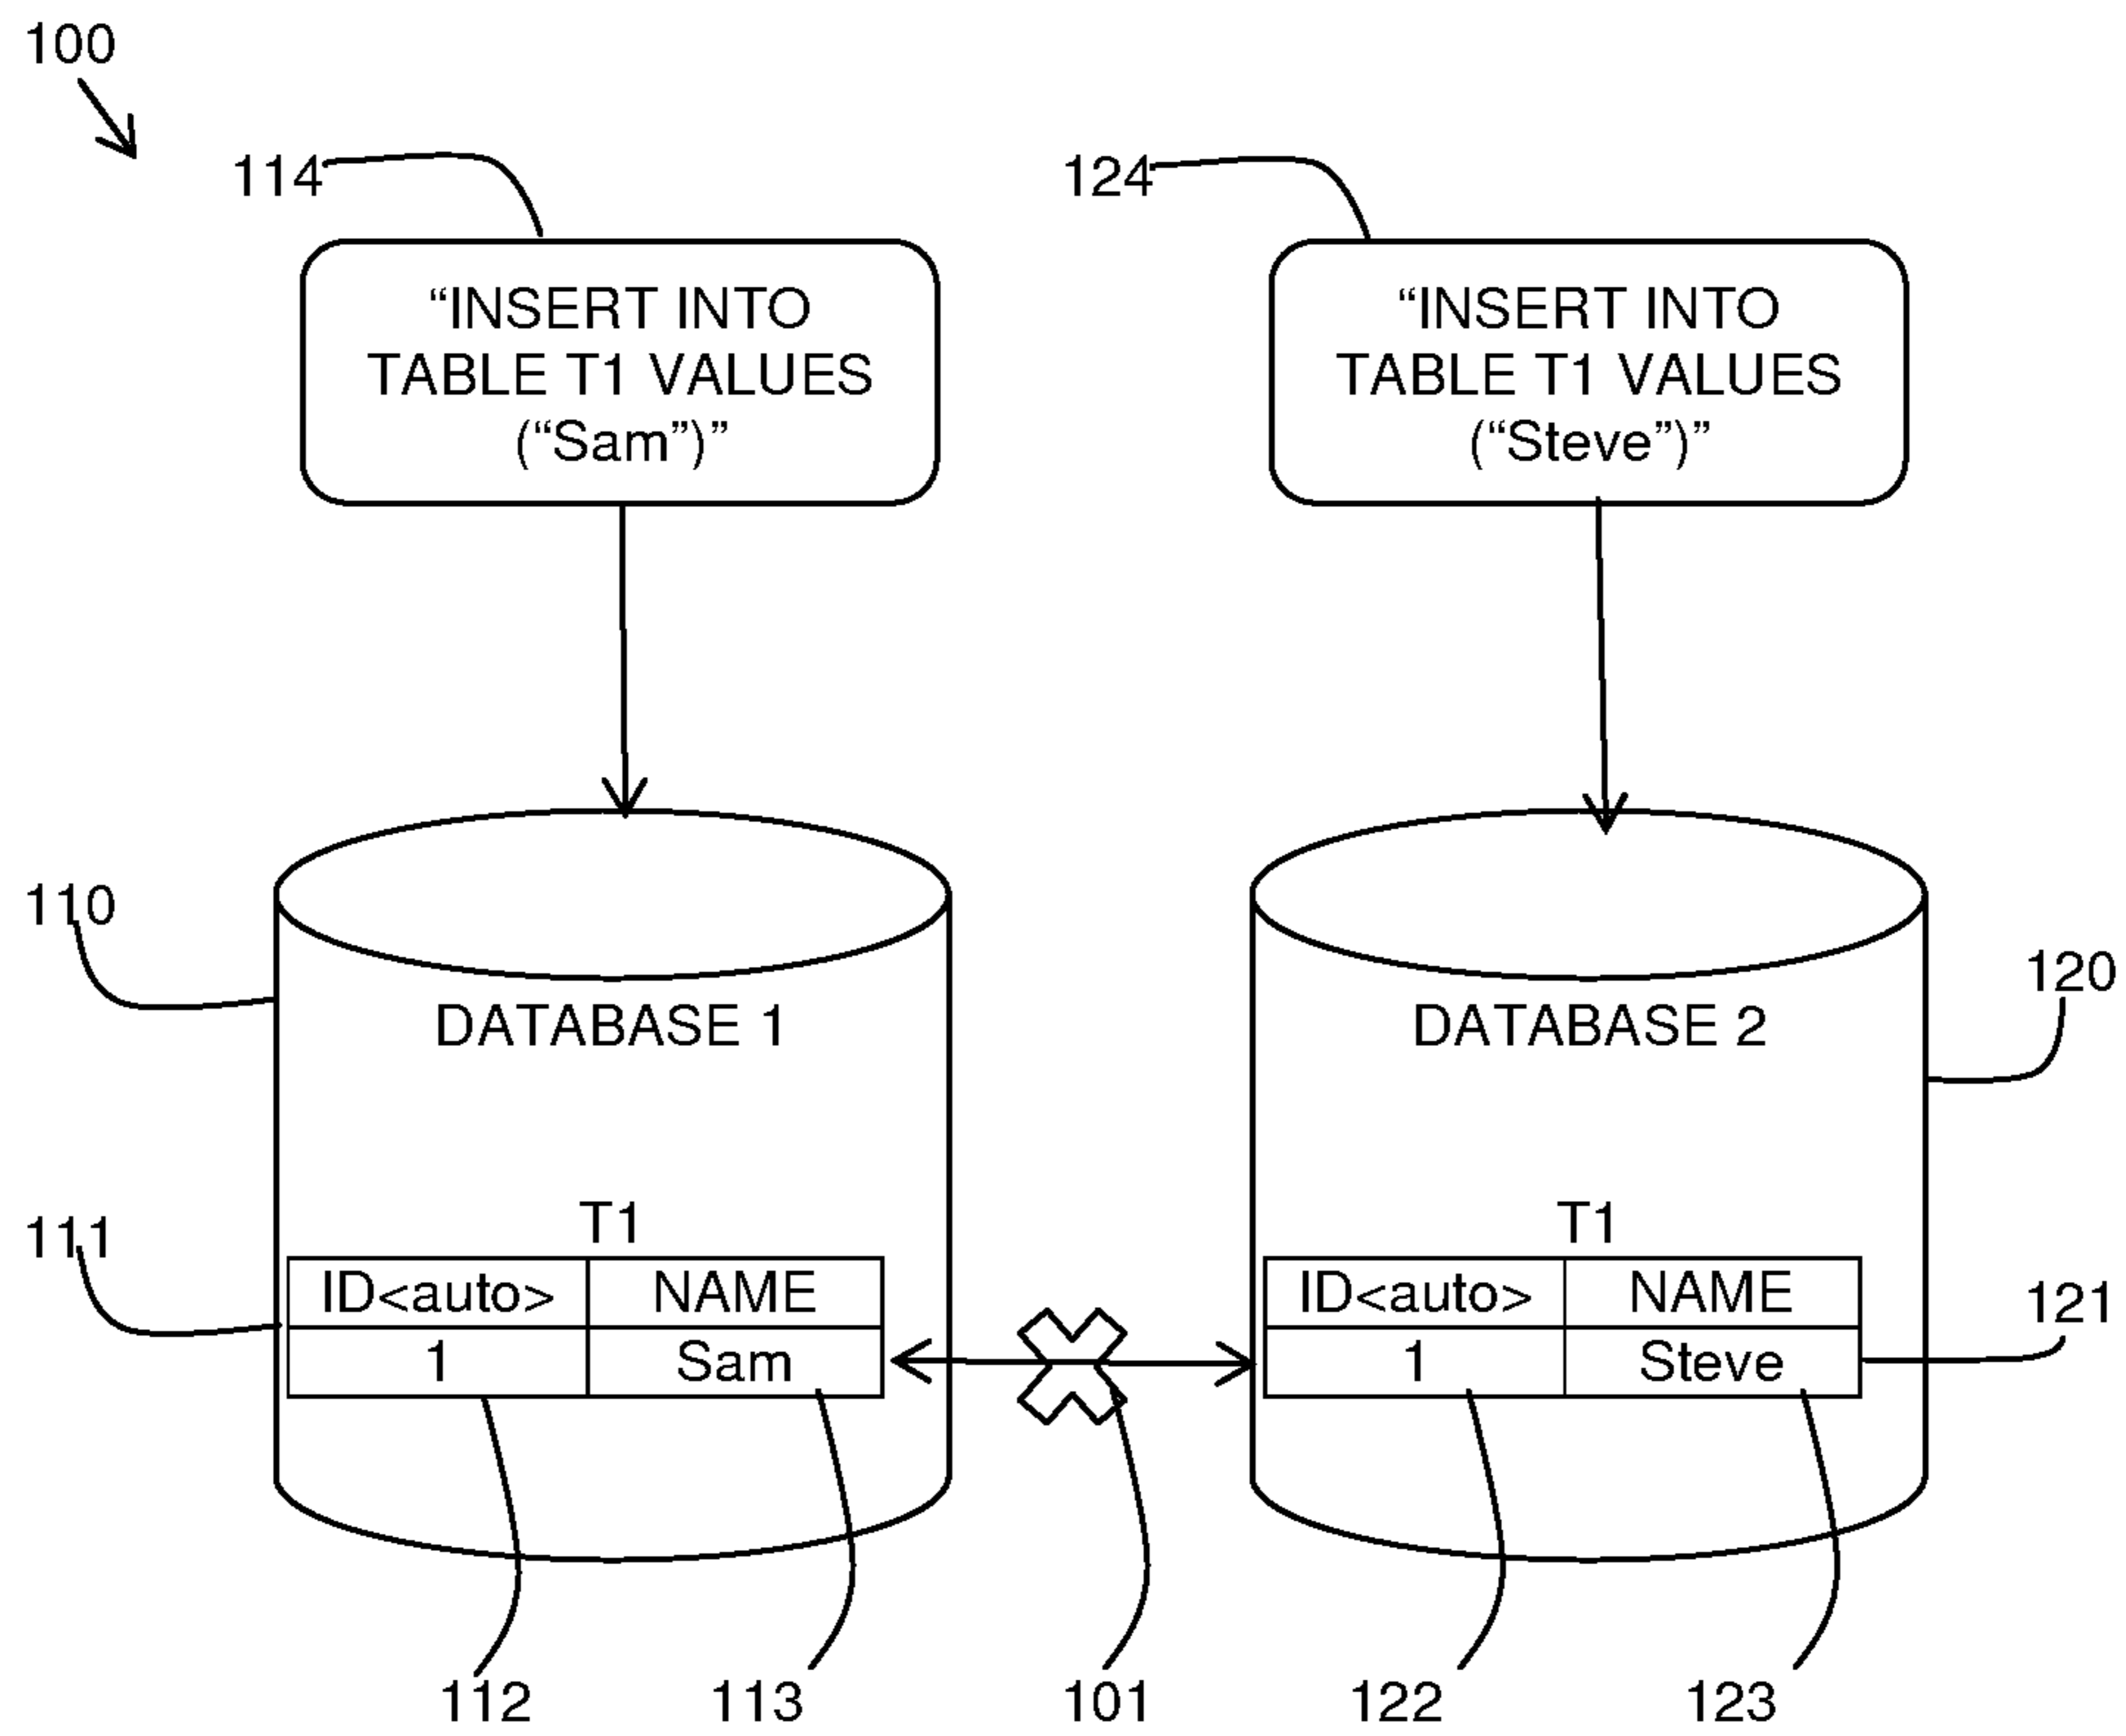 100
114
124
“INSERT INTO
TABLE T1 VALUES
(“Sam”)”
“INSERT INTO
TABLE T1 VALUES
(“Steve”)”
110
120
DATABASE 1
DATABASE 2
111
T1
ID<auto> NAME
1 Sam
T1
ID<auto> NAME
1 Steve
121
112
113
101
122
123